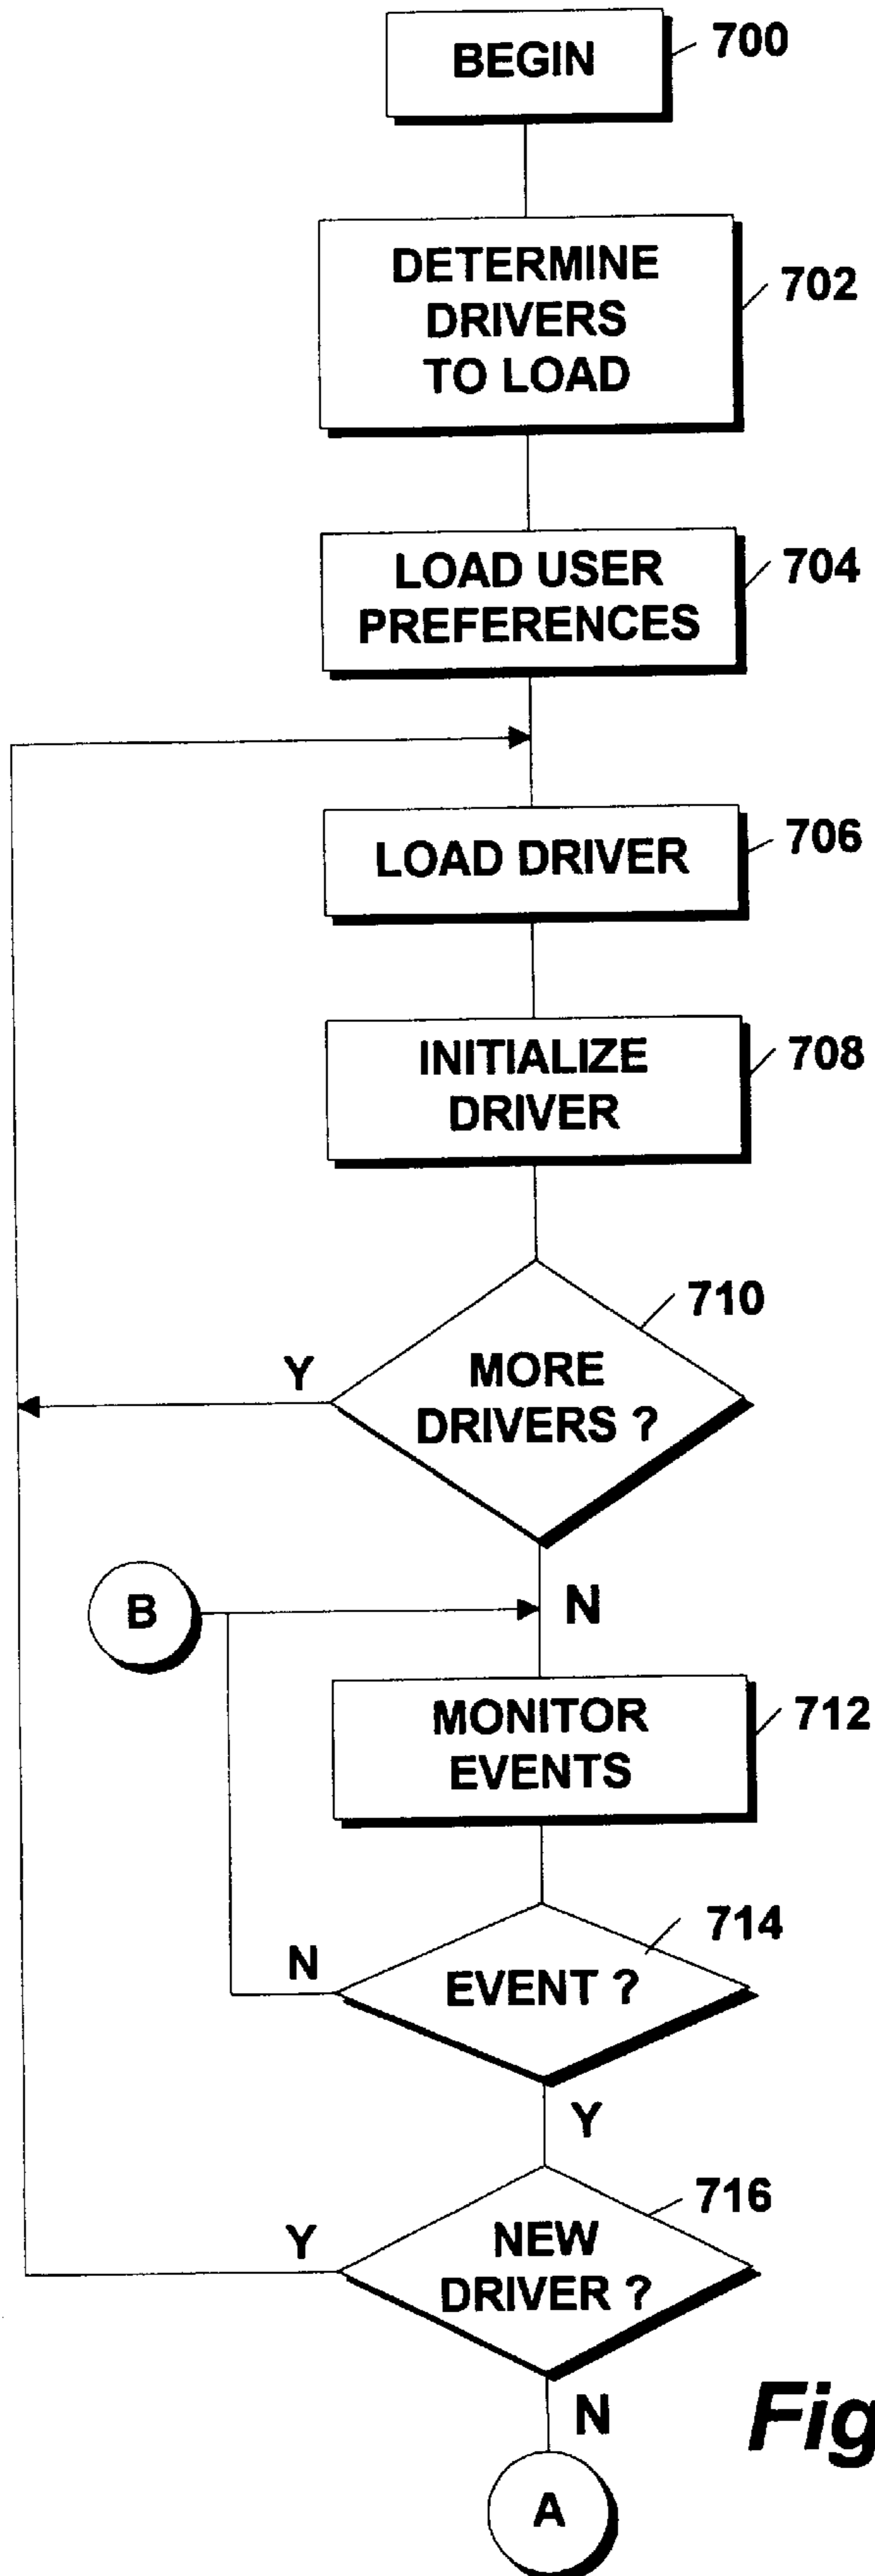 BEGIN
700
DETERMINE
DRIVERS
TO LOAD
702
LOAD USER
PREFERENCES
704
LOAD DRIVER
706
INITIALIZE
DRIVER
708
710
MORE
DRIVERS ?
Y
B
N
MONITOR
EVENTS
712
714
EVENT ?
N
Y
716
NEW
DRIVER ?
Y
N
Fig
A